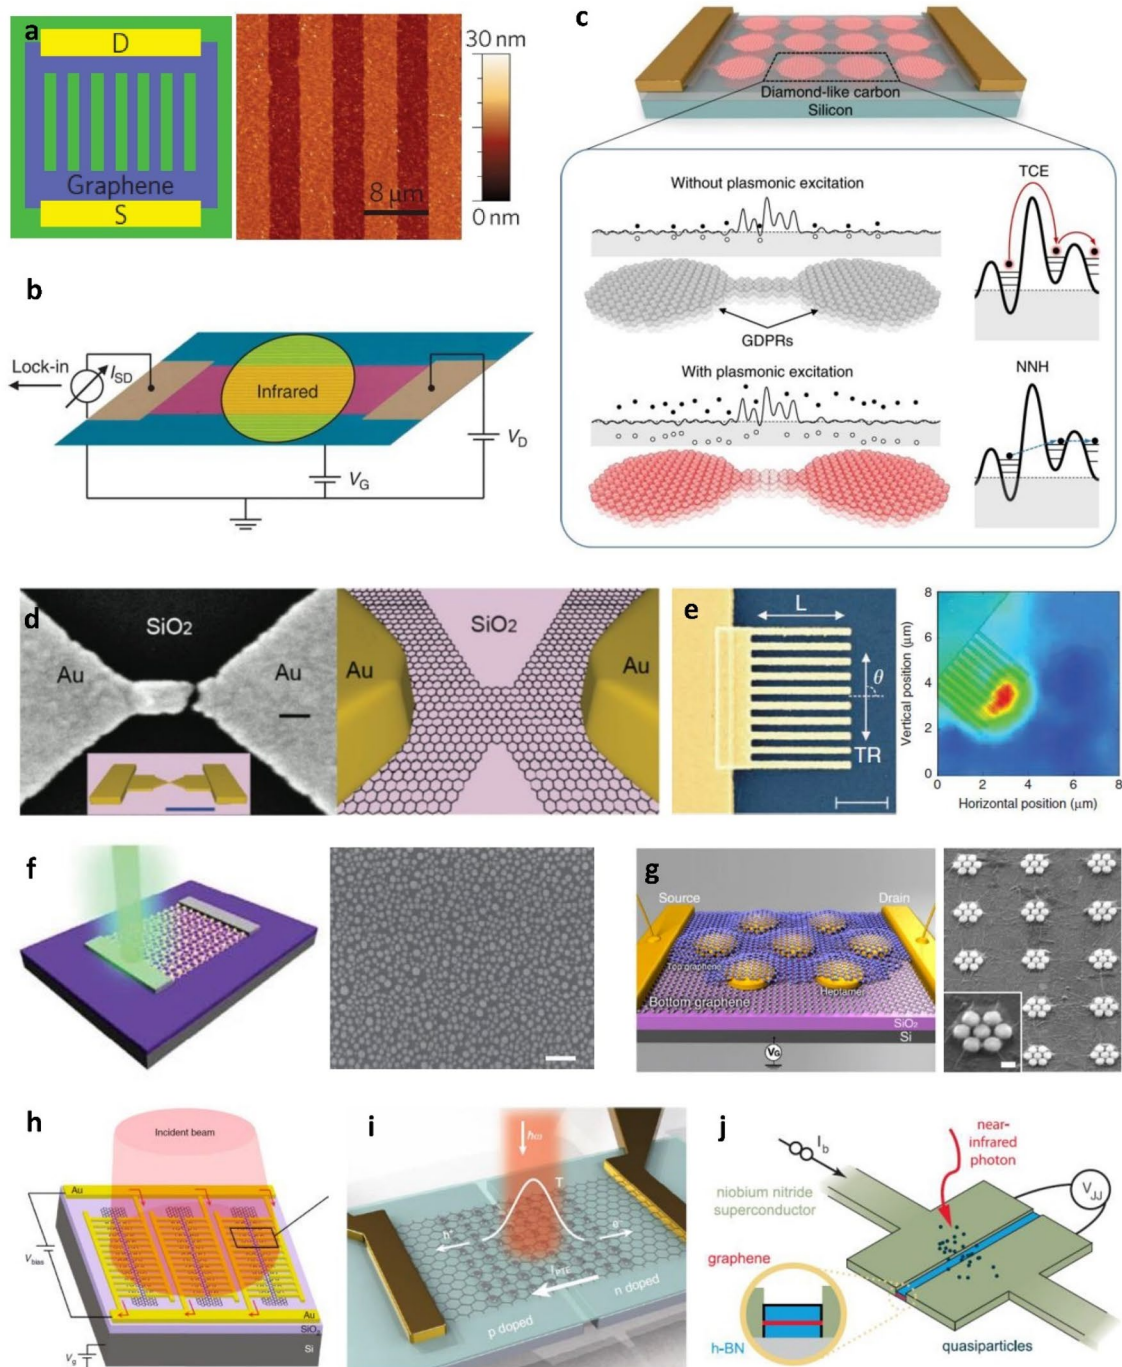 a
D
Graphene
S
8 μm
30 nm
0 nm
b
Lock-in
I_SD
Infrared
V_D
V_G
c
Diamond-like carbon
Silicon
Without plasmonic excitation
GDPRs
With plasmonic excitation
TCE
NNH
d
SiO₂
Au
Au
SiO₂
Au
e
L
θ
TR
Vertical position (μm)
8
6
4
2
0
0 2 4 6 8
Horizontal position (μm)
f
g
Source
Drain
Top graphene
Heptamer
Bottom graphene
SiO₂
Si
V_G
h
Incident beam
Au
V_bias
Au
SiO₂
Si
V_g
i
ħω
T
h⁺
e⁻
I_PTE
n doped
p doped
j
near-
infrared
photon
I_b
V_JJ
niobium nitride
superconductor
graphene
h-BN
quasiparticles